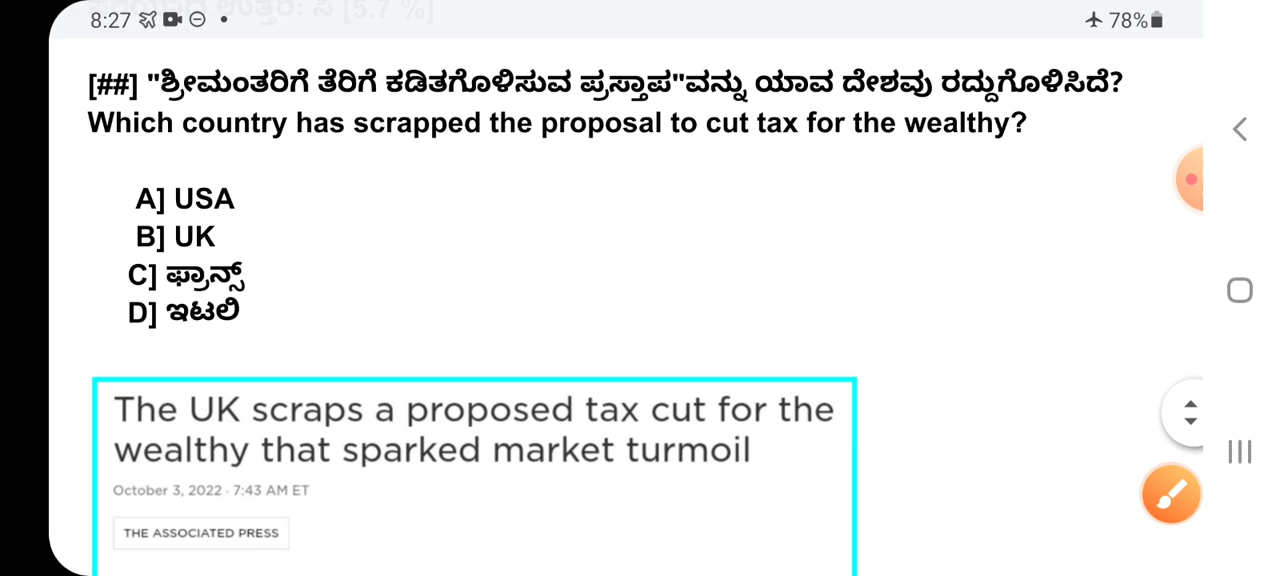 8:27
78%
[5.7 %]
[##] "ಶ್ರೀಮಂತರಿಗೆ ತೆರಿಗೆ ಕಡಿತಗೊಳಿಸುವ ಪ್ರಸ್ತಾಪ"ವನ್ನು ಯಾವ ದೇಶವು ರದ್ದುಗೊಳಿಸಿದೆ?
Which country has scrapped the proposal to cut tax for the wealthy?
A] USA
B] UK
C] ಫ್ರಾನ್ಸ್
D] ಇಟಲಿ
The UK scraps a proposed tax cut for the
wealthy that sparked market turmoil
October 3, 2022 · 7:43 AM ET
THE ASSOCIATED PRESS